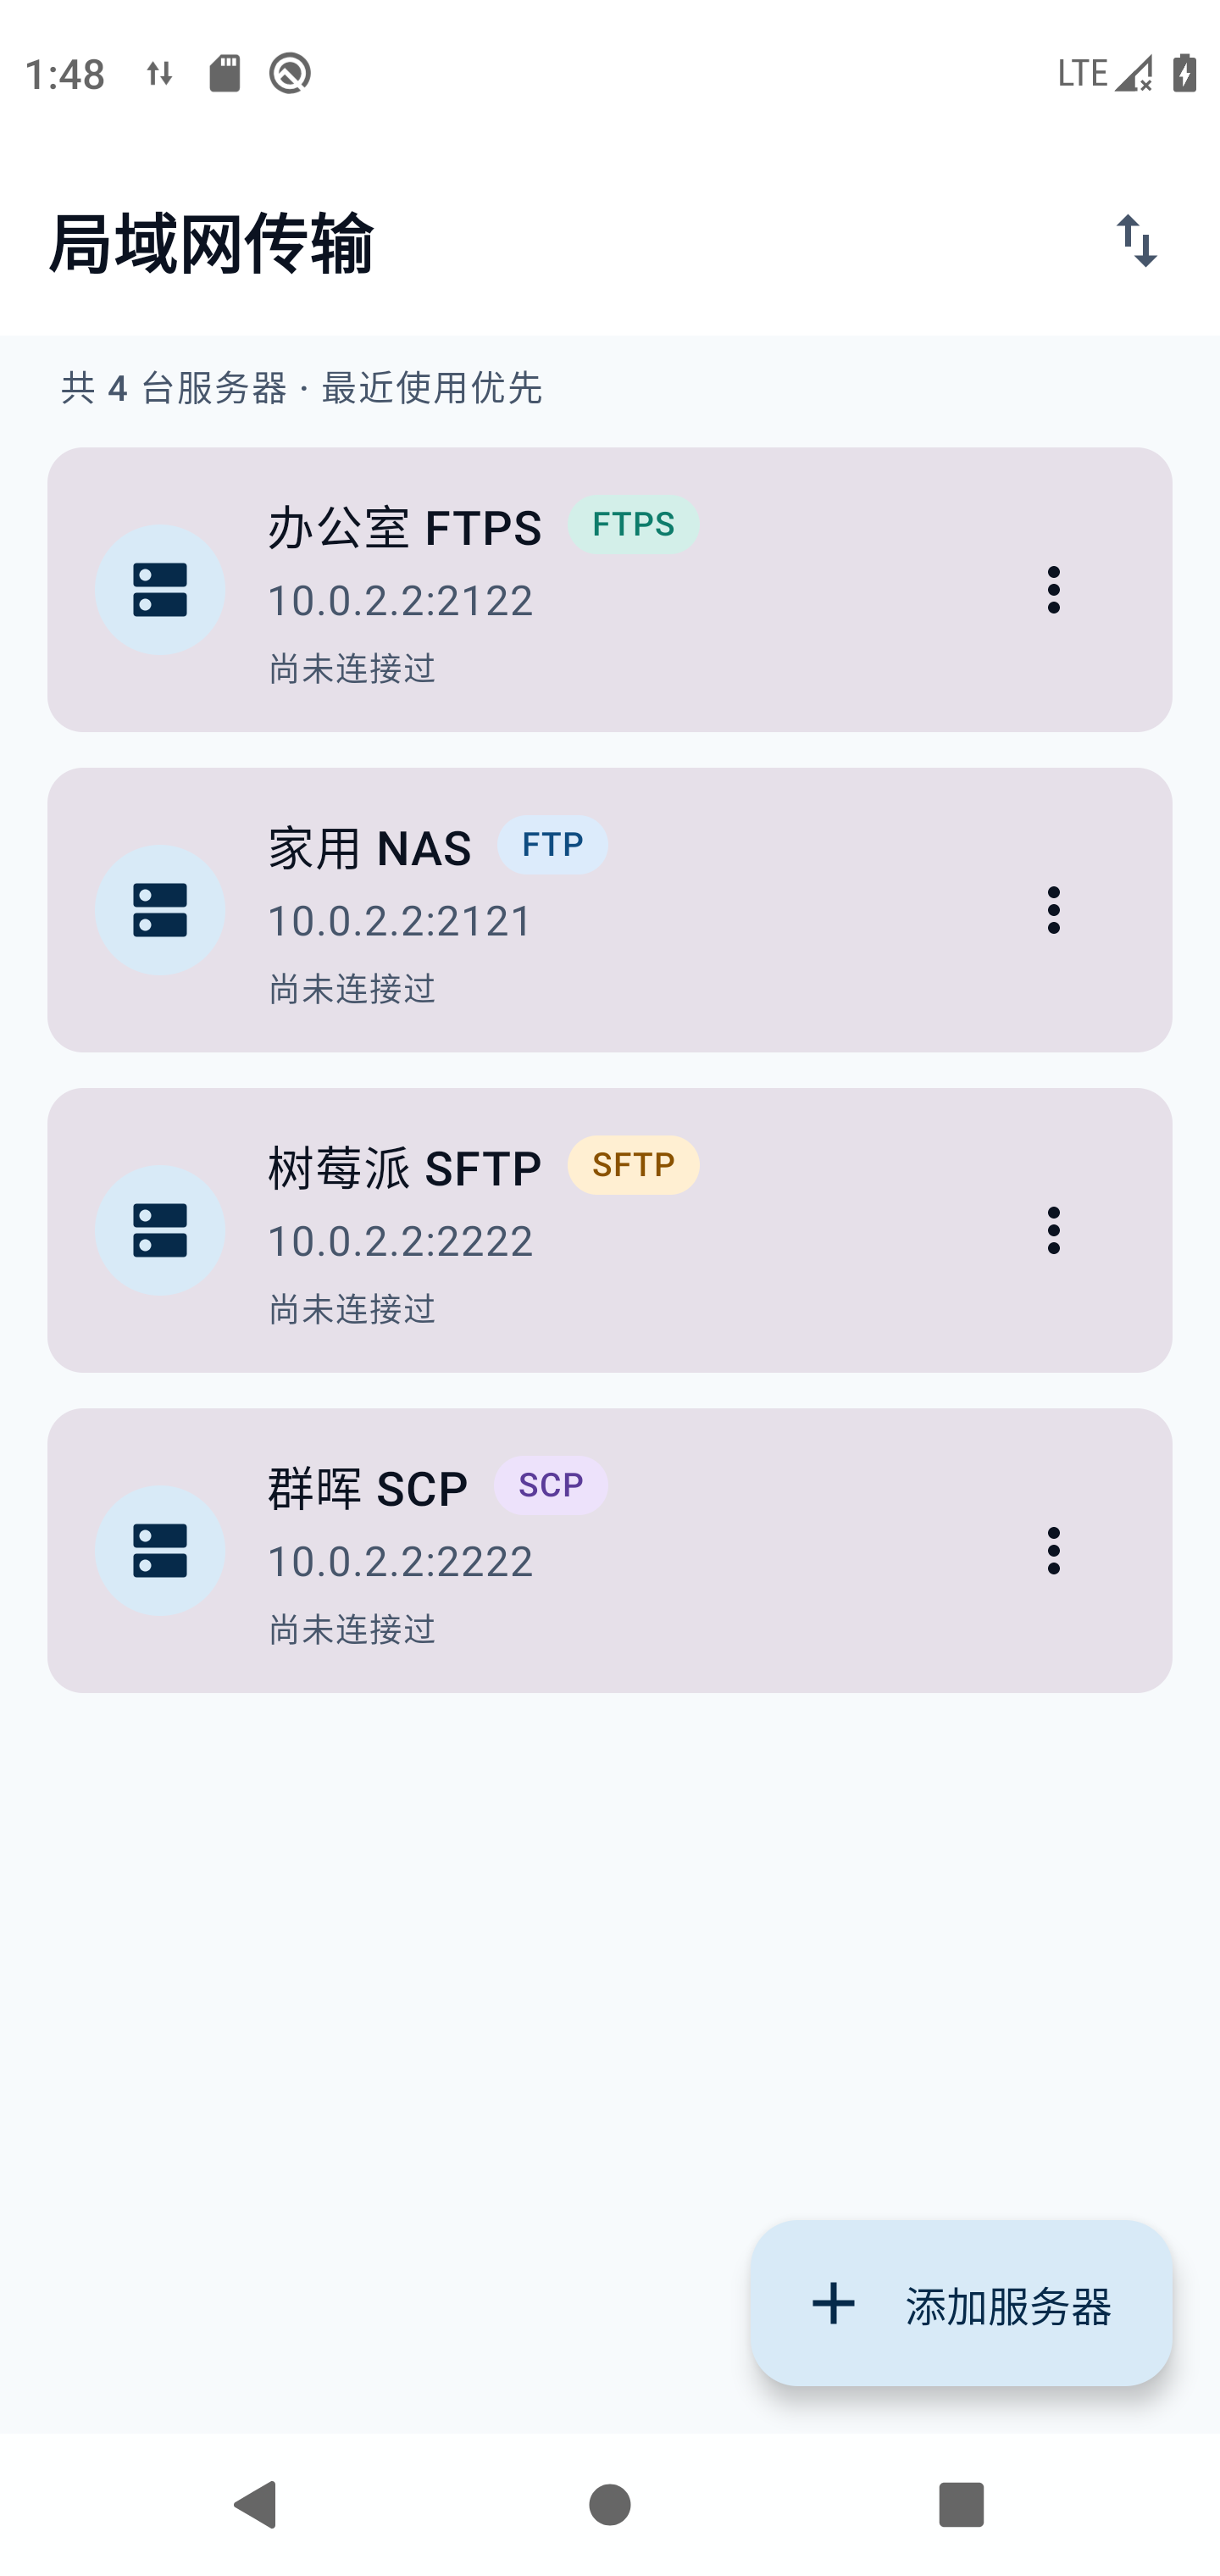 1:48
LTE
局域网传输
共 4 台服务器 · 最近使用优先
办公室 FTPS FTPS
10.0.2.2:2122
尚未连接过
家用 NAS FTP
10.0.2.2:2121
尚未连接过
树莓派 SFTP SFTP
10.0.2.2:2222
尚未连接过
群晖 SCP SCP
10.0.2.2:2222
尚未连接过
添加服务器